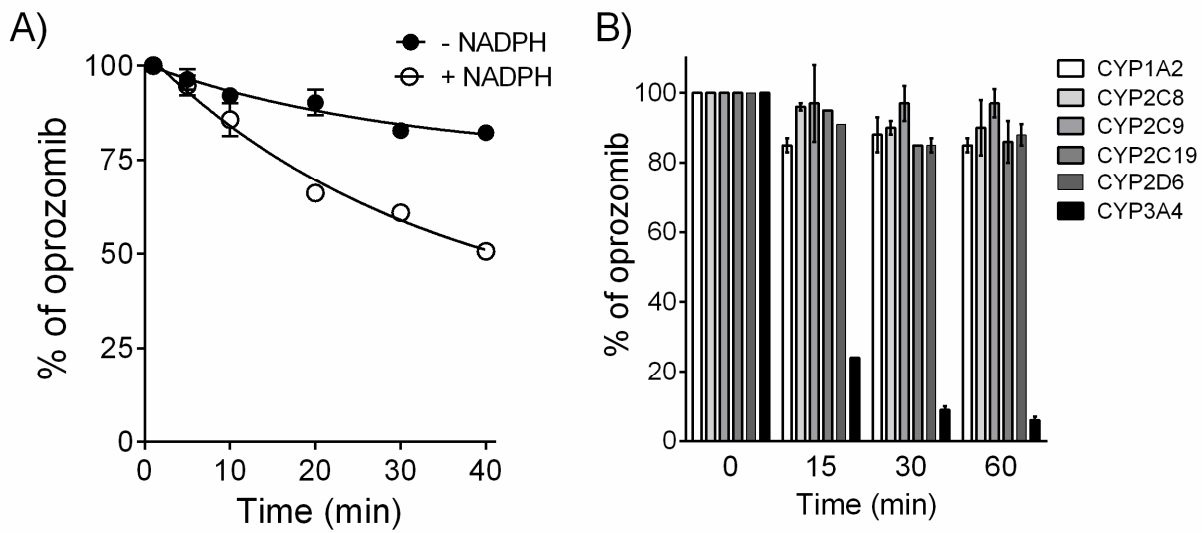 A)
- NADPH
+ NADPH
% of oprozomib
100
75
50
25
0
0 10 20 30 40
Time (min)
B)
CYP1A2
CYP2C8
CYP2C9
CYP2C19
CYP2D6
CYP3A4
% of oprozomib
100
80
60
40
20
0
0 15 30 60
Time (min)